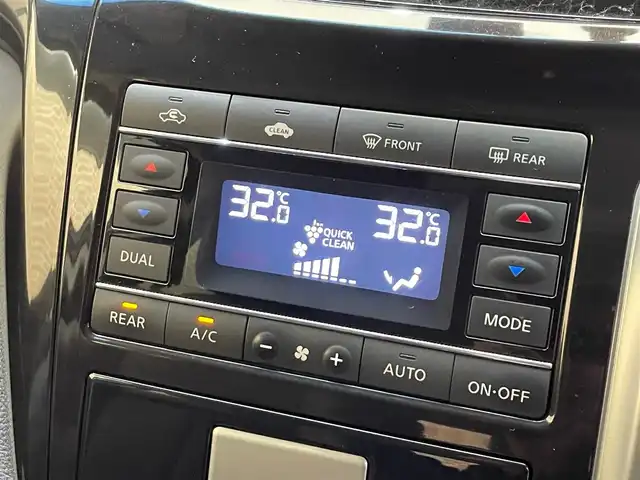 CLEAN
FRONT
REAR
32.0 °C
32.0 °C
QUICK
CLEAN
DUAL
MODE
REAR
A/C
−
+
AUTO
ON·OFF